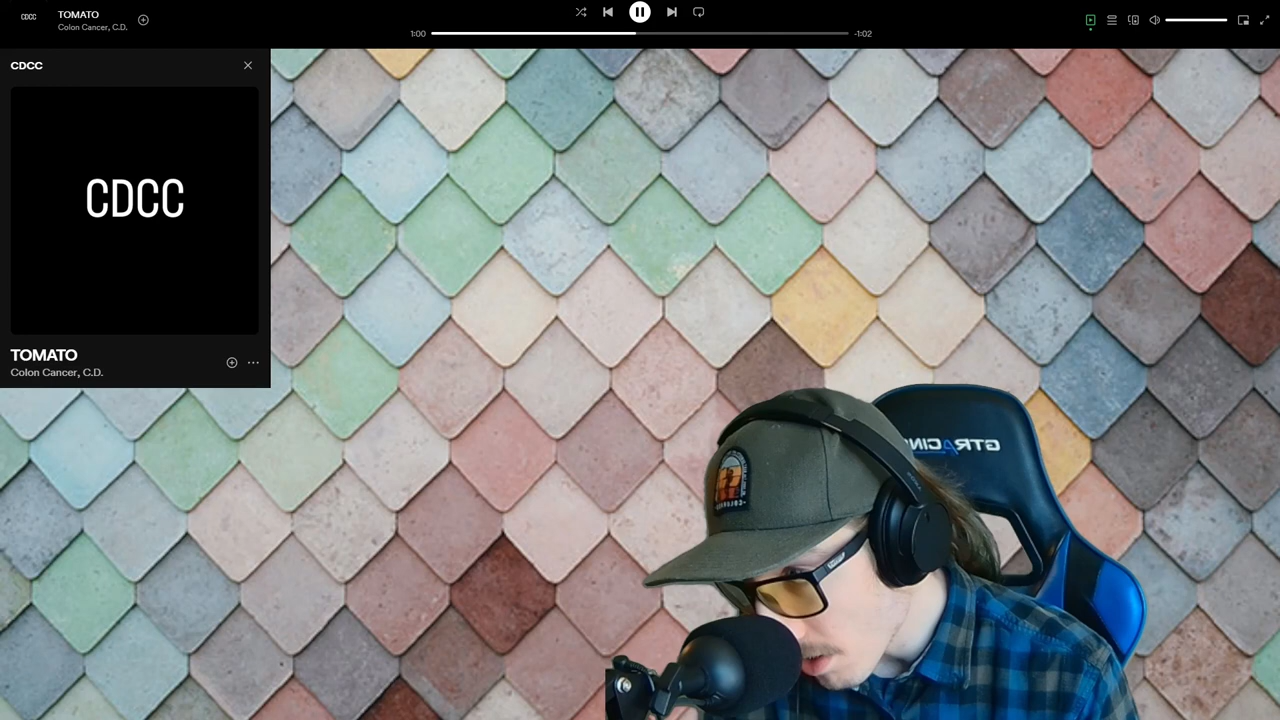 CDCC
TOMATO
Colon Cancer, C.D.
1:00
-1:02
CDCC
CDCC
TOMATO
Colon Cancer, C.D.
GTRACING